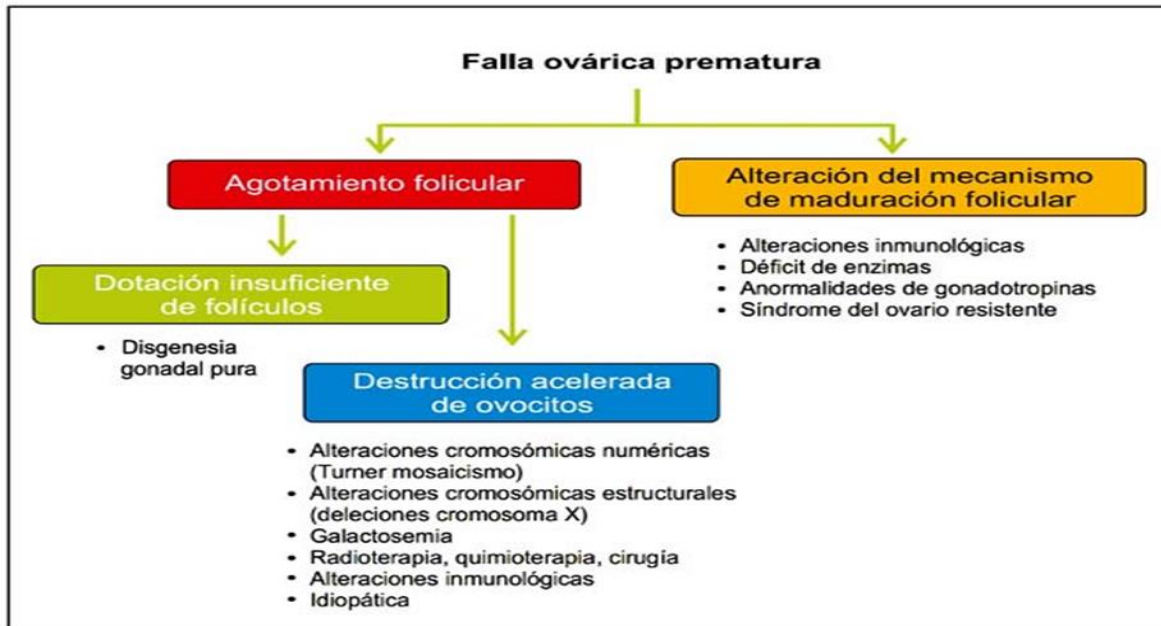 Falla ovárica prematura
Agotamiento folicular
Alteración del mecanismo
de maduración folicular
• Alteraciones inmunológicas
• Déficit de enzimas
• Anormalidades de gonadotropinas
• Síndrome del ovario resistente
Dotación insuficiente
de folículos
• Disgenesia
gonadal pura
Destrucción acelerada
de ovocitos
• Alteraciones cromosómicas numéricas
(Turner mosaicismo)
• Alteraciones cromosómicas estructurales
(deleciones cromosoma X)
• Galactosemia
• Radioterapia, quimioterapia, cirugía
• Alteraciones inmunológicas
• Idiopática